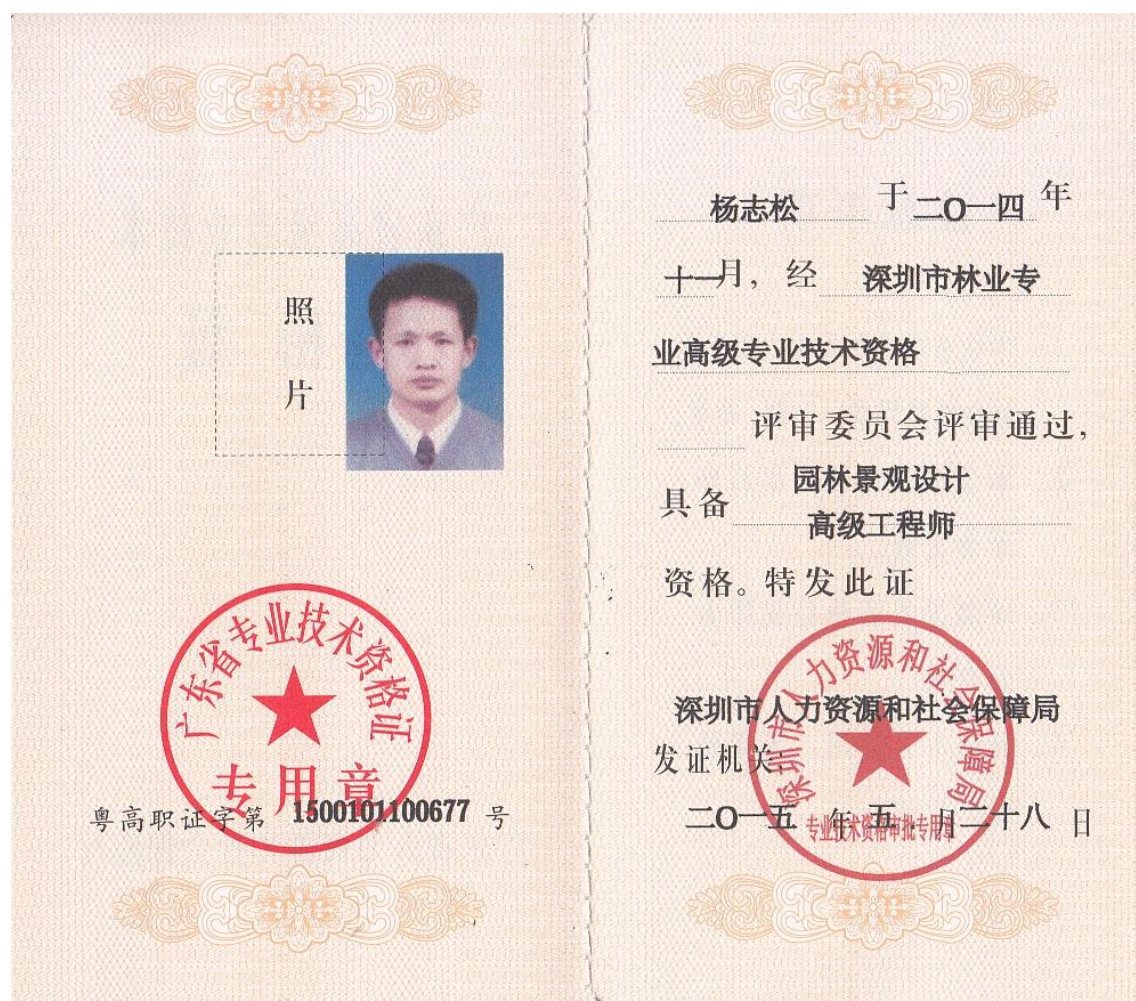 照
片
广东省专业技术资格证
专用章
粤高职证字第 1500101100677 号
杨志松 于二O一四年
十一月，经 深圳市林业专
业高级专业技术资格
评审委员会评审通过，
具备 园林景观设计
高级工程师
资格。特发此证
深圳市人力资源和社会保障局
深圳市人力资源和社会保障局
发证机关：
二O一五年五月二十八日
专业技术资格审批专用章